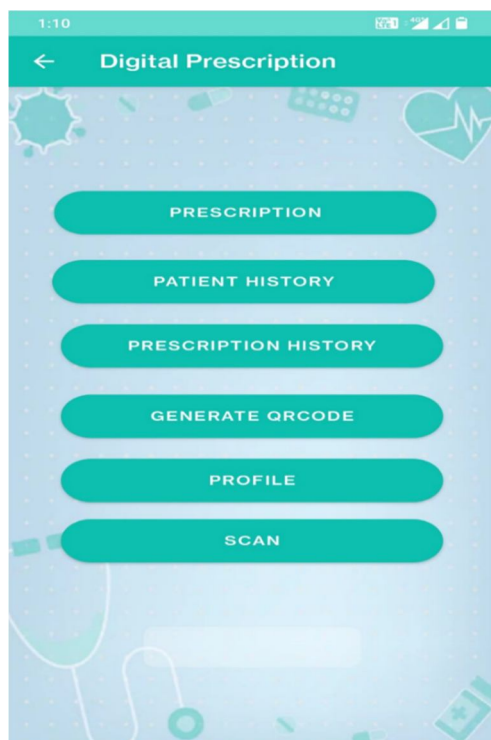 1:10
Digital Prescription
PRESCRIPTION
PATIENT HISTORY
PRESCRIPTION HISTORY
GENERATE QRCODE
PROFILE
SCAN